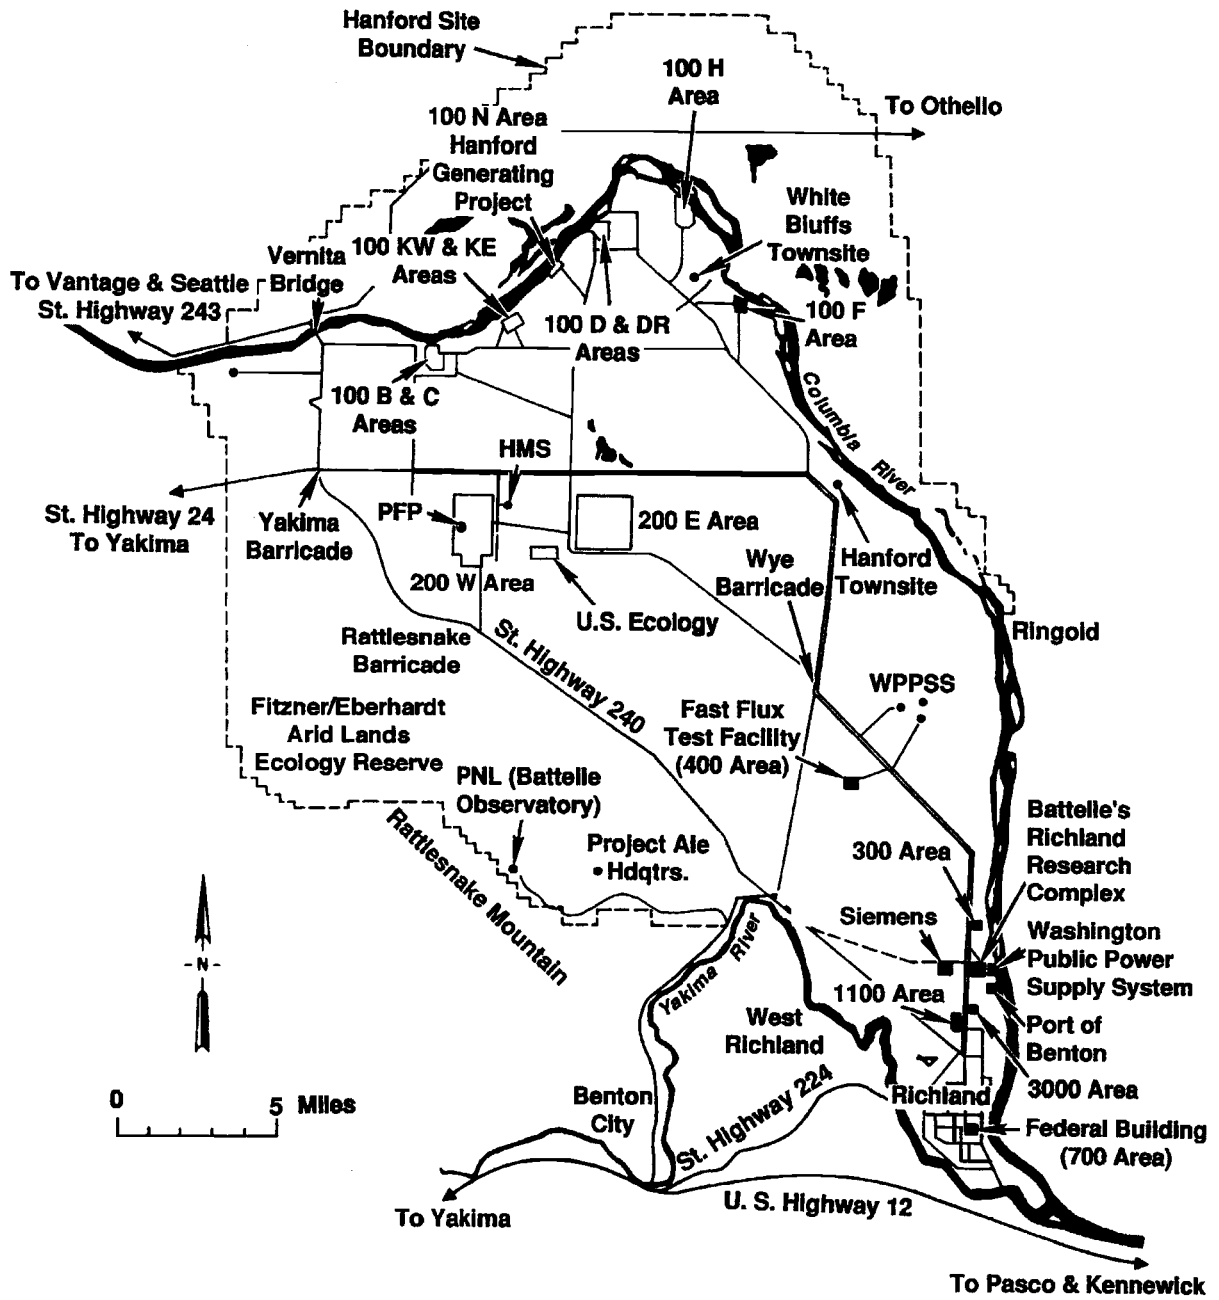 Hanford Site
Boundary
100 H
Area
To Othello
100 N Area
Hanford
Generating
Project
White
Bluffs
Townsite
Vernita
Bridge
100 KW & KE
Areas
To Vantage & Seattle
St. Highway 243
100 D & DR
Areas
100 F
Area
100 B & C
Areas
Columbia River
HMS
St. Highway 24
To Yakima
Yakima
Barricade
PFP
200 E Area
200 W Area
Wye
Barricade
Hanford
Townsite
U.S. Ecology
Ringold
Rattlesnake
Barricade
St. Highway 240
WPPSS
Fitzner/Eberhardt
Arid Lands
Ecology Reserve
Fast Flux
Test Facility
(400 Area)
PNL (Battelle
Observatory)
Rattlesnake Mountain
Project Ale
Hdqtrs.
300 Area
Battelle's
Richland
Research
Complex
Siemens
Washington
Public Power
Supply System
N
Yakima River
1100 Area
West
Richland
Port of
Benton
3000 Area
0 5 Miles
Benton
City
St. Highway 224
Richland
Federal Building
(700 Area)
To Yakima
U. S. Highway 12
To Pasco & Kennewick